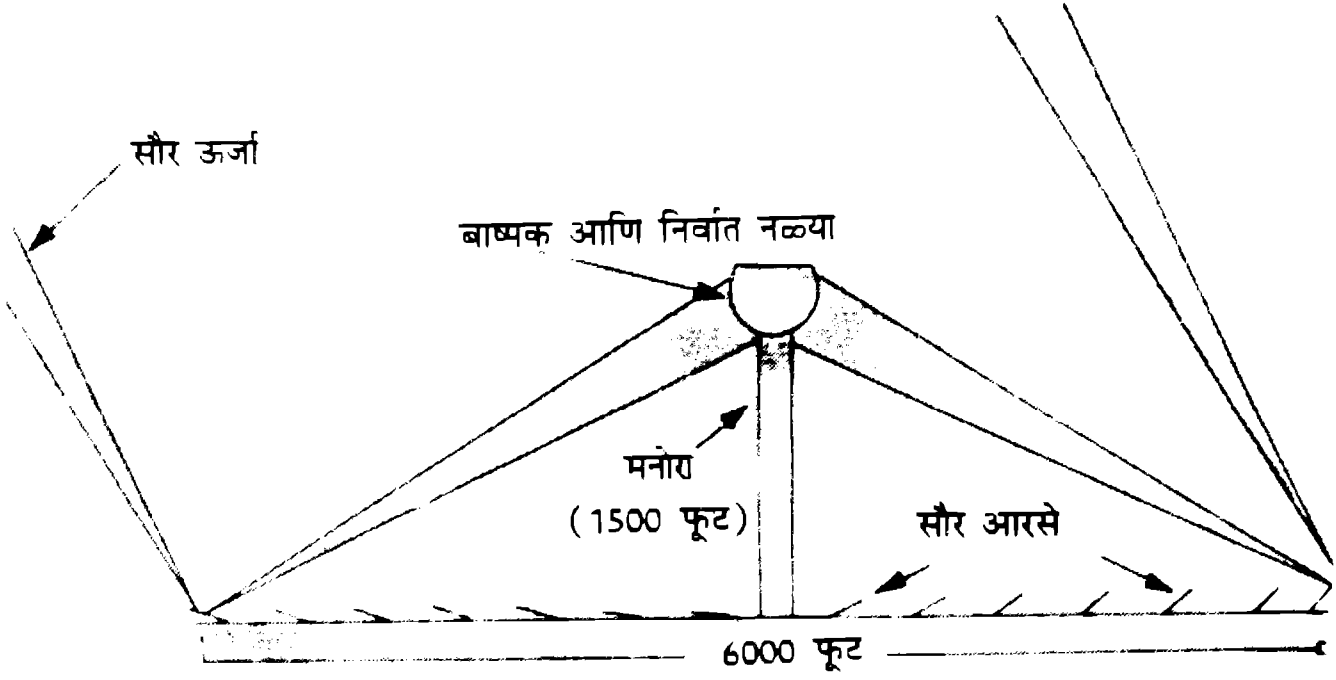 सौर ऊर्जा
बाष्पक आणि निर्वात नळ्या
मनोरा
(1500 फूट)
सौर आरसे
6000 फूट